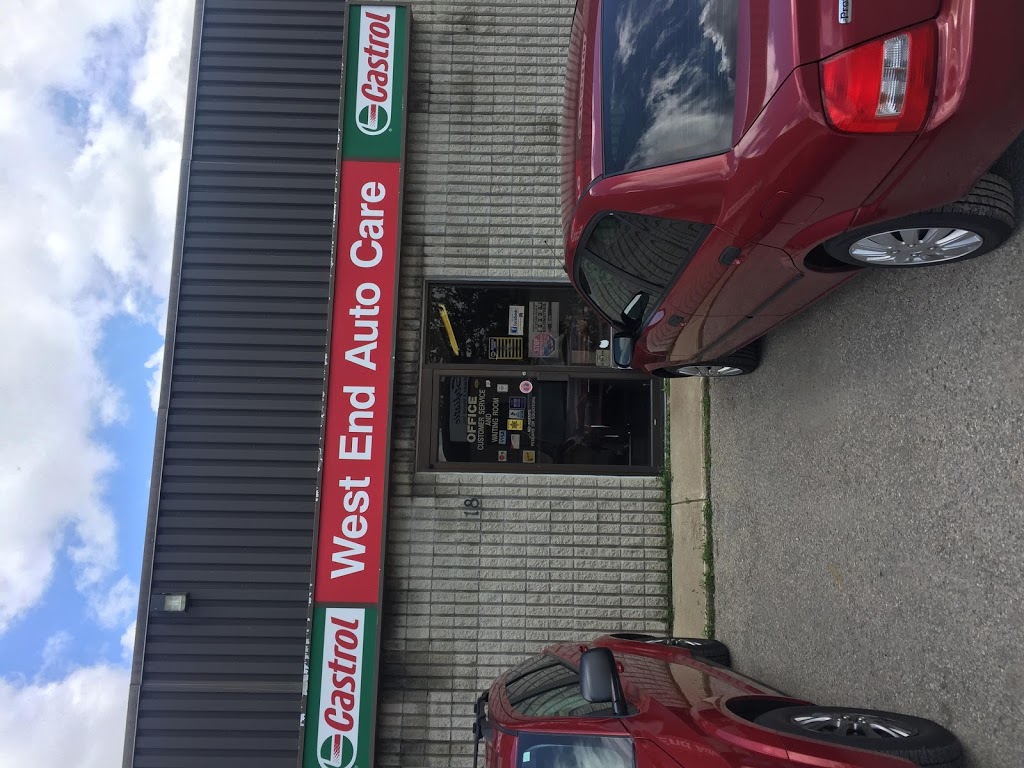 Castrol
West End Auto Care
Castrol
OFFICE
CUSTOMER SERVICE
AND
WAITING ROOM
18